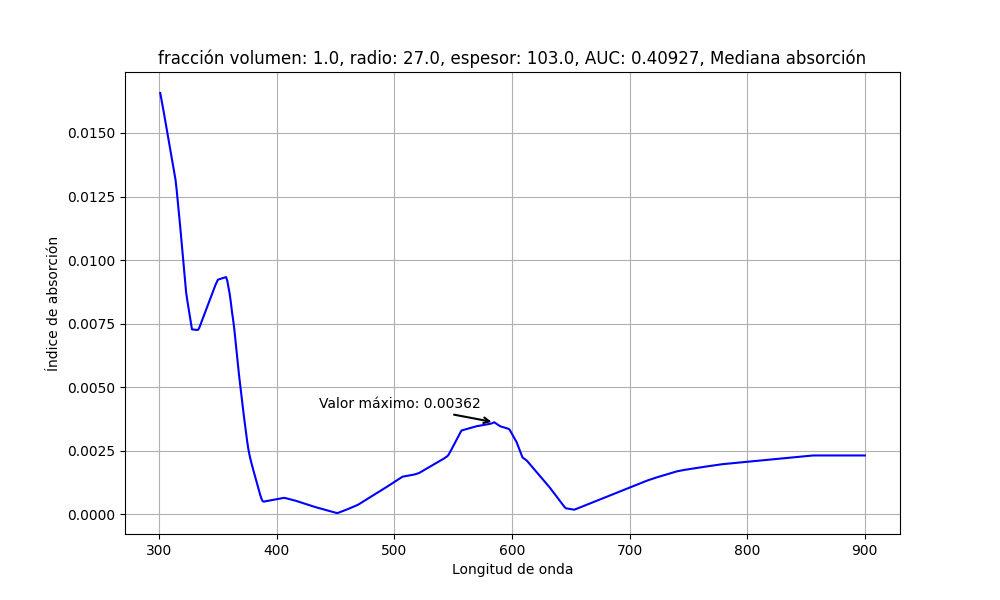 fracción volumen: 1.0, radio: 27.0, espesor: 103.0, AUC: 0.40927, Mediana absorción
Índice de absorción
0.0150
0.0125
0.0100
0.0075
0.0050
0.0025
0.0000
Valor máximo: 0.00362
300 400 500 600 700 800 900
Longitud de onda